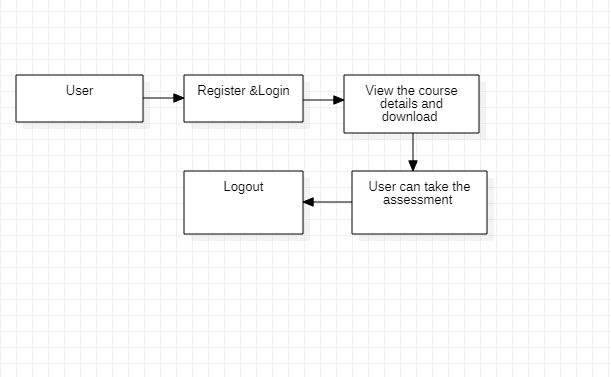 User
Register &Login
View the course
details and
download
User can take the
assessment
Logout